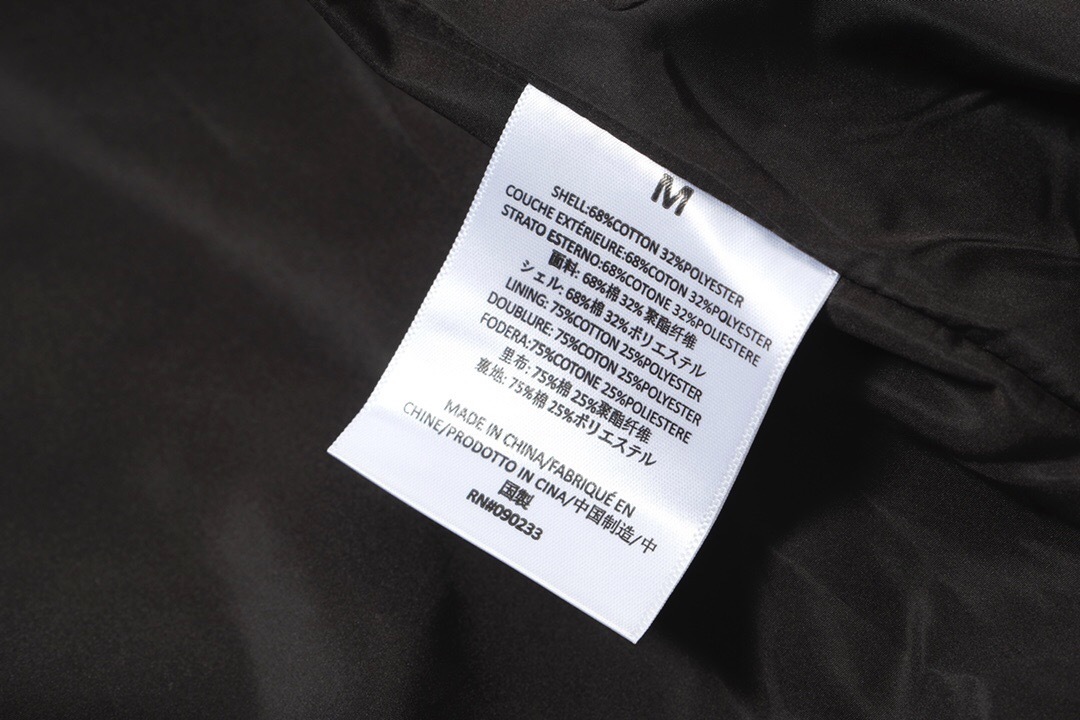 M
SHELL:68%COTTON 32%POLYESTER
COUCHE EXTÉRIEURE:68%COTON 32%POLYESTER
STRATO ESTERNO:68%COTONE 32%POLIESTERE
面料: 68%棉 32% 聚酯纤维
シェル: 68%棉 32%ポリエステル
LINING: 75%COTTON 25%POLYESTER
DOUBLURE: 75%COTON 25%POLYESTER
FODERA:75%COTONE 25%POLIESTERE
里布: 75%棉 25%聚酯纤维
裏地: 75%棉 25%ポリエステル
MADE IN CHINA/FABRIQUÉ EN
CHINE/PRODOTTO IN CINA/中国制造/中
国製
RN#090233